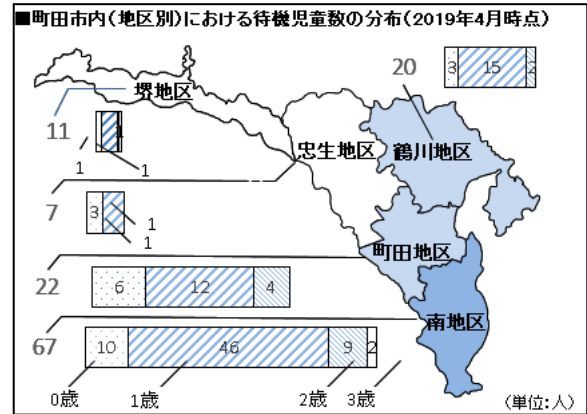 ■町田市内(地区別)における待機児童数の分布(2019年4月時点)
20
3 15 2
堺地区
11
1
1 1
忠生地区
鶴川地区
7
3
1
1
町田地区
22
6 12 4
南地区
67
10 46 9 2
0歳 1歳 2歳 3歳
(単位:人)